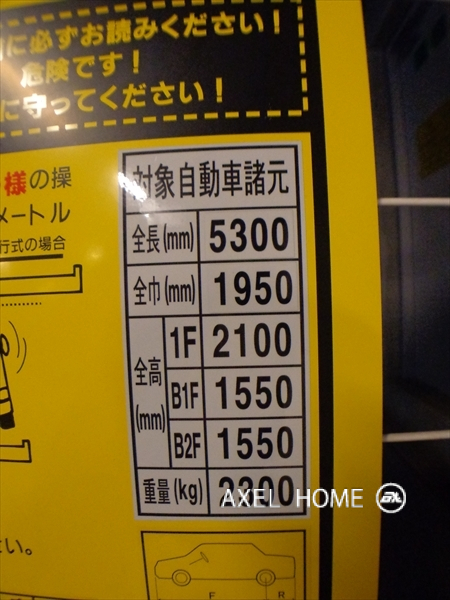 に必ずお読みください!
危険です!
に守ってください!
様の操
メートル
行式の場合
対象自動車諸元
全長(mm) 5300
全巾(mm) 1950
全高(mm) 1F 2100
B1F 1550
B2F 1550
重量(kg) 2300
AXEL HOME
さい。
F R